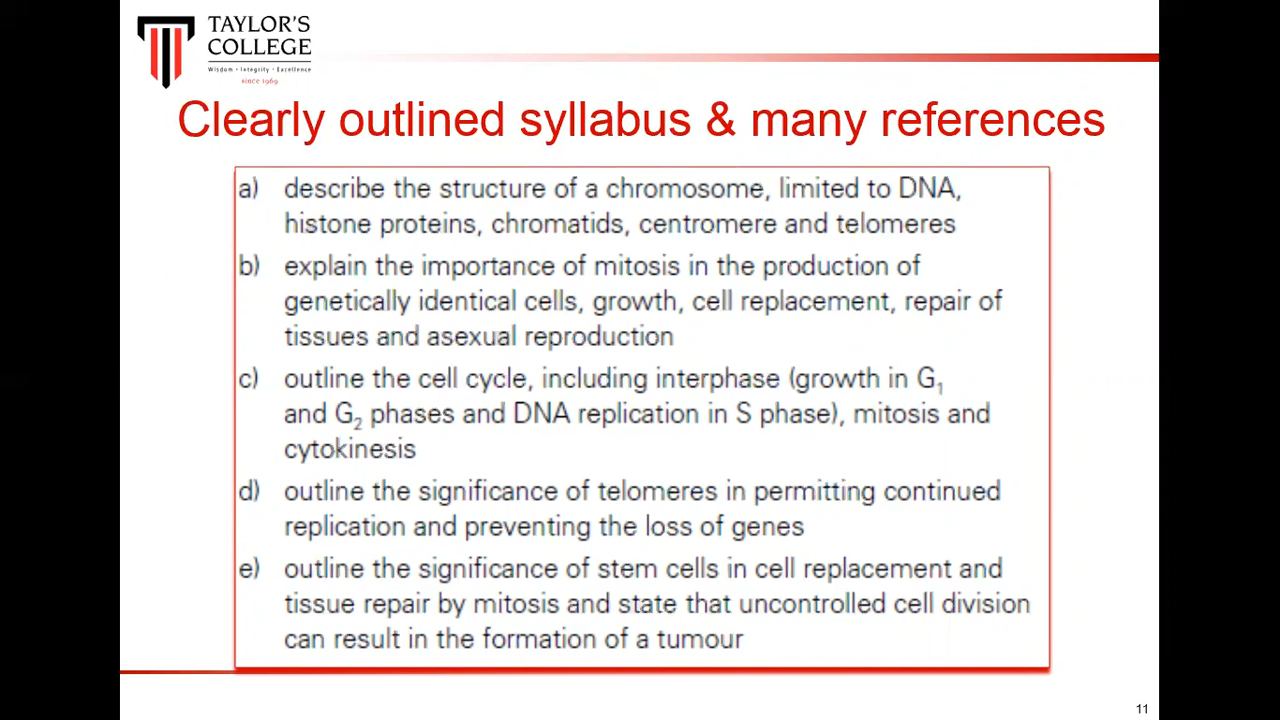 TAYLOR'S
COLLEGE
Wisdom • Integrity • Excellence
since 1969
Clearly outlined syllabus & many references
a) describe the structure of a chromosome, limited to DNA,
histone proteins, chromatids, centromere and telomeres
b) explain the importance of mitosis in the production of
genetically identical cells, growth, cell replacement, repair of
tissues and asexual reproduction
c) outline the cell cycle, including interphase (growth in G₁
and G₂ phases and DNA replication in S phase), mitosis and
cytokinesis
d) outline the significance of telomeres in permitting continued
replication and preventing the loss of genes
e) outline the significance of stem cells in cell replacement and
tissue repair by mitosis and state that uncontrolled cell division
can result in the formation of a tumour
11